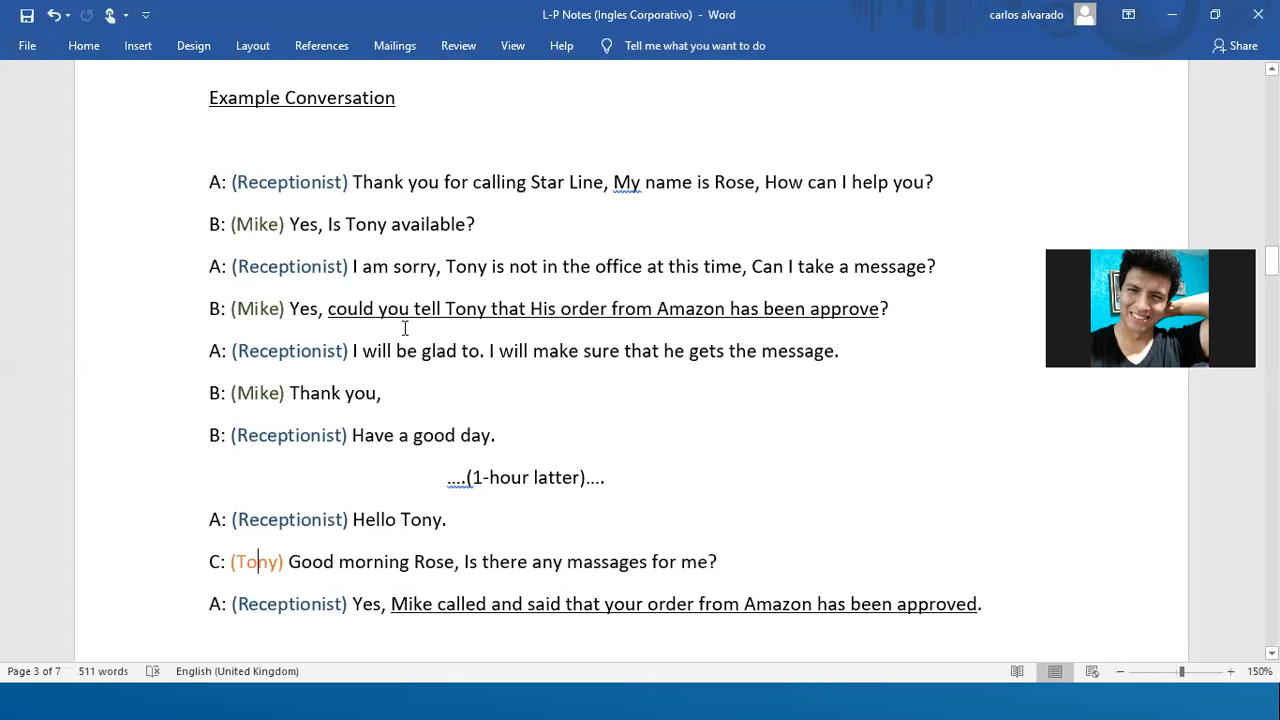 L-P Notes (Ingles Corporativo) - Word
carlos alvarado
File Home Insert Design Layout References Mailings Review View Help Tell me what you want to do Share
Example Conversation
A: (Receptionist) Thank you for calling Star Line, My name is Rose, How can I help you?
B: (Mike) Yes, Is Tony available?
A: (Receptionist) I am sorry, Tony is not in the office at this time, Can I take a message?
B: (Mike) Yes, could you tell Tony that His order from Amazon has been approve?
A: (Receptionist) I will be glad to. I will make sure that he gets the message.
B: (Mike) Thank you,
B: (Receptionist) Have a good day.
....(1-hour latter)....
A: (Receptionist) Hello Tony.
C: (Tony) Good morning Rose, Is there any massages for me?
A: (Receptionist) Yes, Mike called and said that your order from Amazon has been approved.
Page 3 of 7 511 words English (United Kingdom) 150%